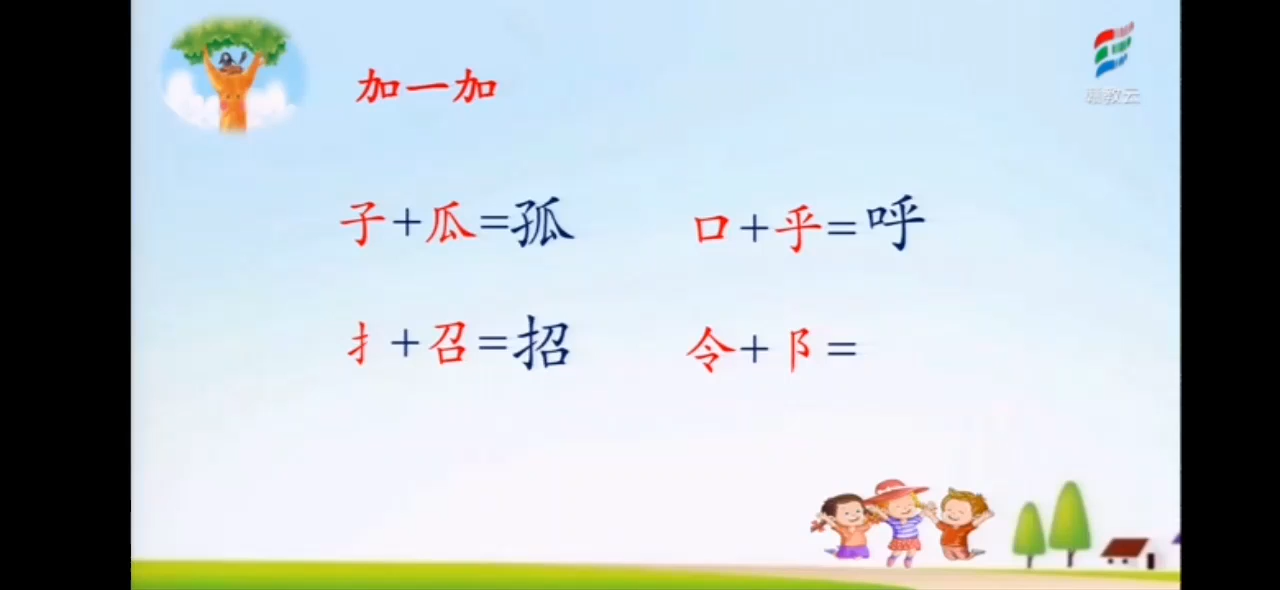 加一加
子+瓜=孤 口+乎=呼
扌+召=招 令+阝=